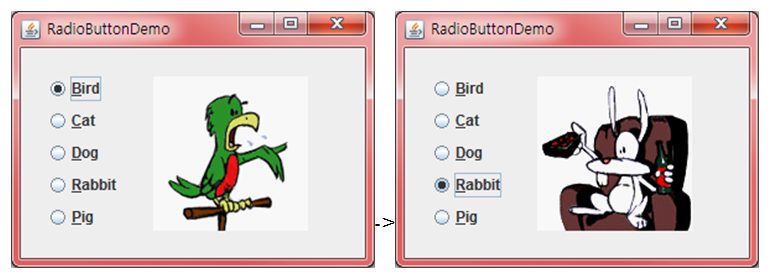 RadioButtonDemo
Bird
Cat
Dog
Rabbit
Pig
->
RadioButtonDemo
Bird
Cat
Dog
Rabbit
Pig